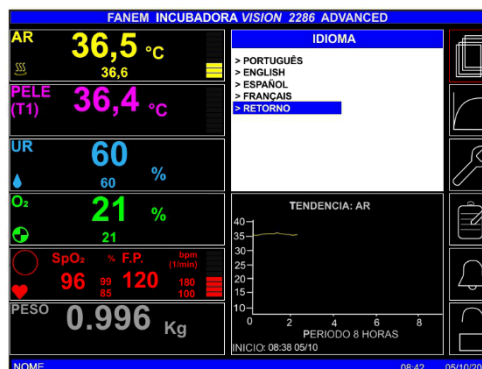 FANEM INCUBADORA VISION 2286 ADVANCED
AR
36,5 °C
36,6
PELE
(T1)
36,4 °C
UR
60 %
60
O₂
21 %
21
SpO₂ % F.P. bpm
(1/min)
96 99 120 180
85 100
PESO
0.996 Kg
IDIOMA
> PORTUGUÊS
> ENGLISH
> ESPAÑOL
> FRANÇAIS
> RETORNO
TENDENCIA: AR
40
35
30
25
20
15
10
0 2 4 6 8
PERIODO 8 HORAS
INICIO: 08:38 05/10
NOME 08:42 05/10/20